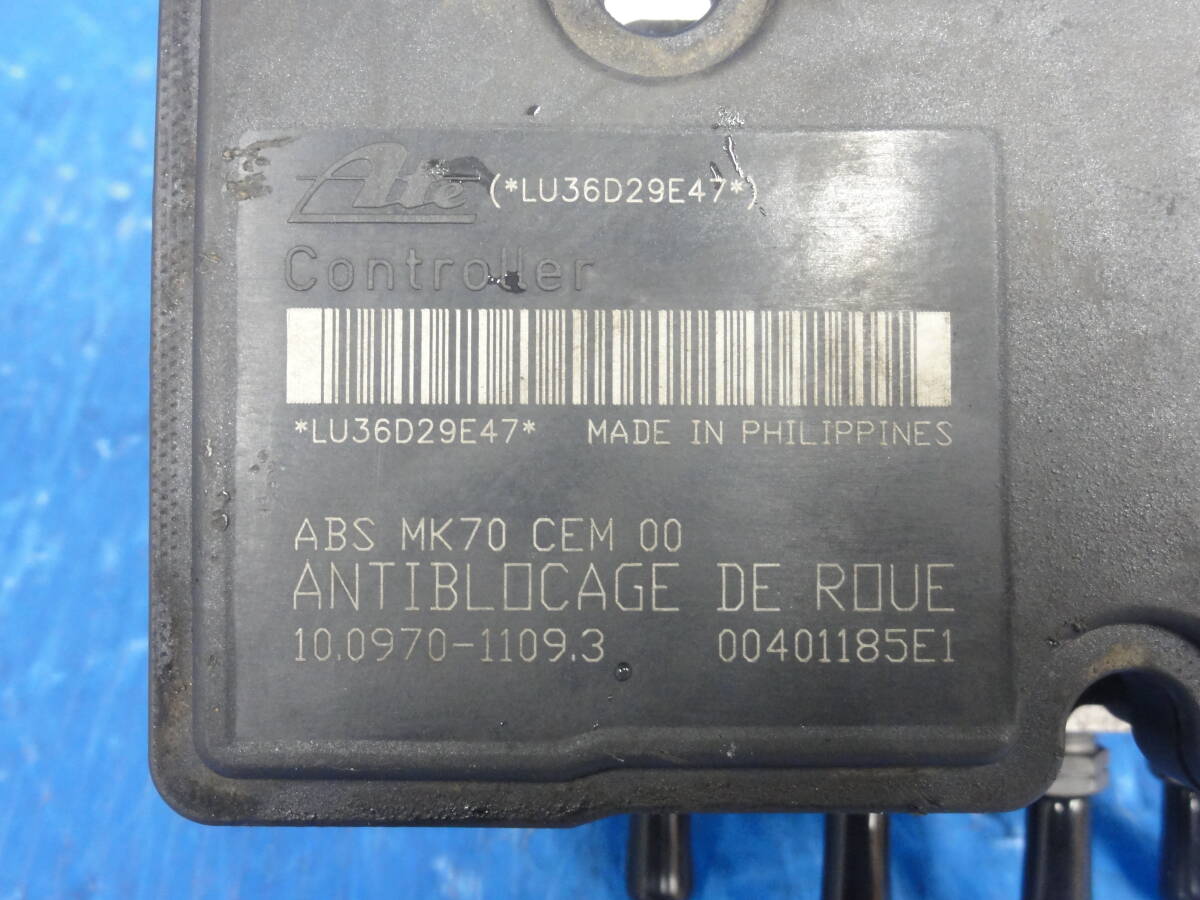 Ate (*LU36D29E47*)
Controller
*LU36D29E47* MADE IN PHILIPPINES
ABS MK70 CEM 00
ANTIBLOCAGE DE ROUE
10.0970-1109.3 00401185E1